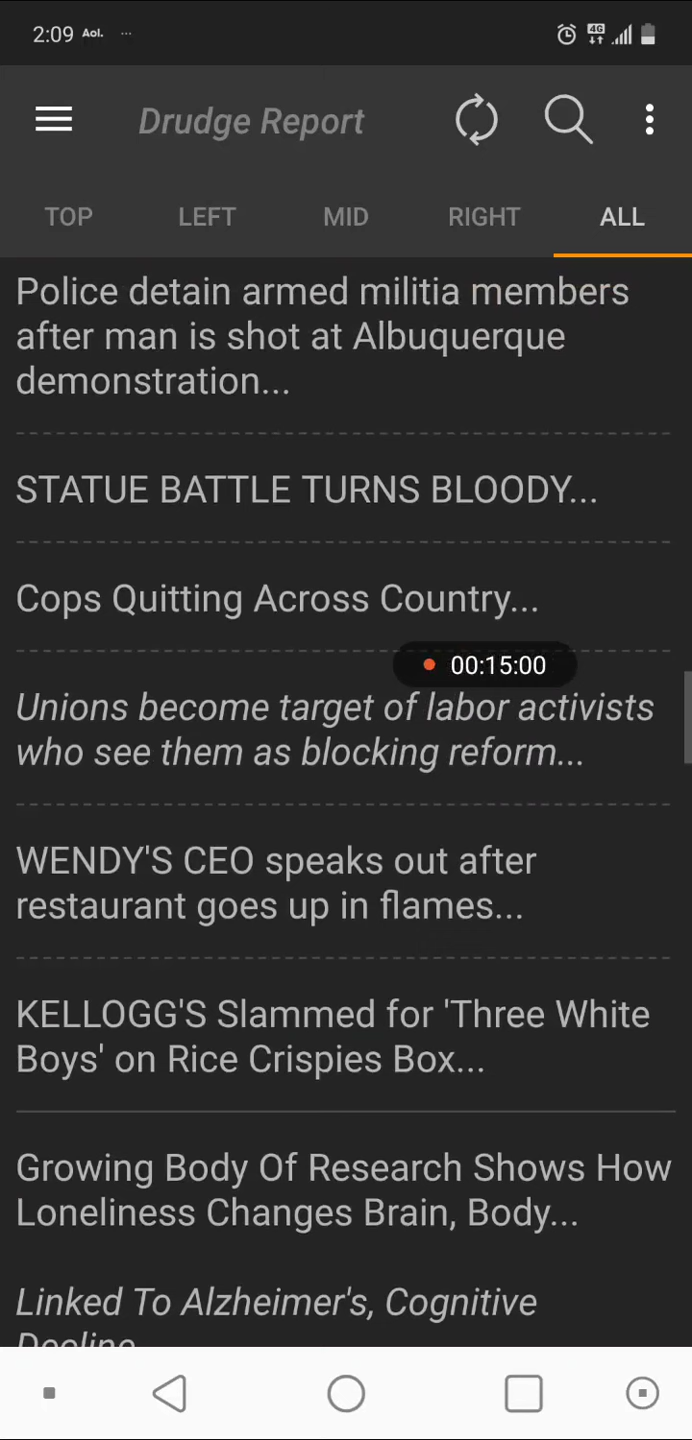 2:09 Aol. ...
4G
Drudge Report
TOP LEFT MID RIGHT ALL
Police detain armed militia members
after man is shot at Albuquerque
demonstration...
STATUE BATTLE TURNS BLOODY...
Cops Quitting Across Country...
00:15:00
Unions become target of labor activists
who see them as blocking reform...
WENDY'S CEO speaks out after
restaurant goes up in flames...
KELLOGG'S Slammed for 'Three White
Boys' on Rice Crispies Box...
Growing Body Of Research Shows How
Loneliness Changes Brain, Body...
Linked To Alzheimer's, Cognitive
Decline